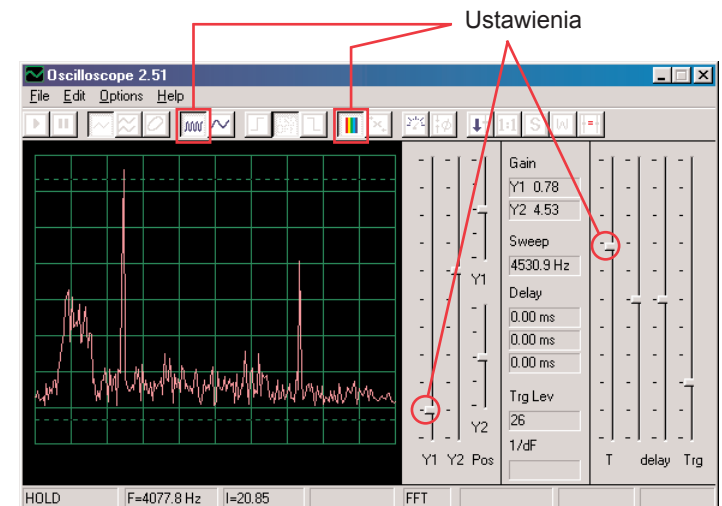 Ustawienia
Oscilloscope 2.51
File Edit Options Help
1:1 S W
Gain
Y1 0.78
Y2 4.53
Sweep
4530.9 Hz
Y1
Delay
0.00 ms
0.00 ms
0.00 ms
Trg Lev
26
Y2
1/dF
Y1 Y2 Pos
T delay Trg
HOLD F=4077.8 Hz I=20.85 FFT